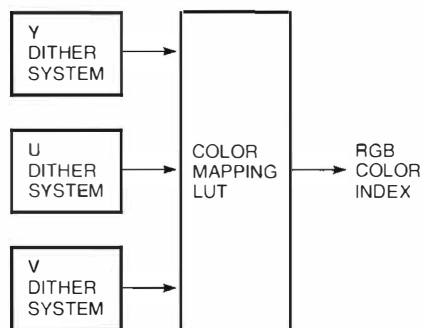 Y
DITHER
SYSTEM
U
DITHER
SYSTEM
V
DITHER
SYSTEM
COLOR
MAPPING
LUT
RGB
COLOR
INDEX